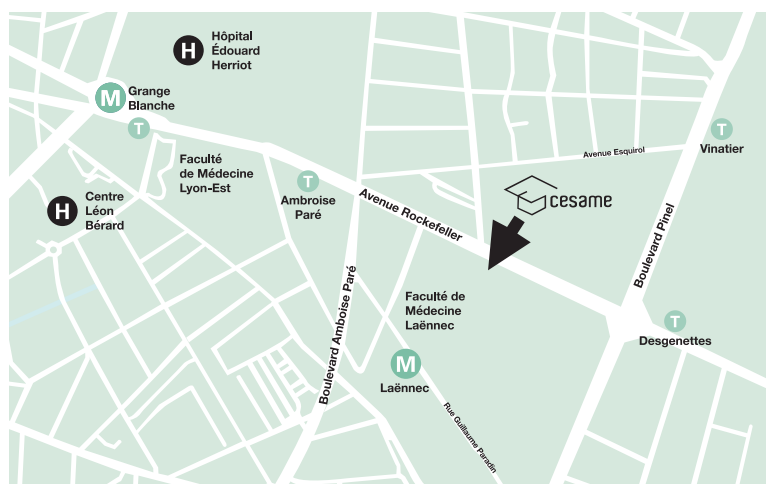 H
Hôpital
Édouard
Herriot
M
Grange
Blanche
T
Faculté
de Médecine
Lyon-Est
T
Ambroise
Paré
H
Centre
Léon
Bérard
Avenue Rockefeller
Avenue Esquirol
T
Vinatier
CESAME
Boulevard Pinel
Boulevard Amboise Paré
Faculté de
Médecine
Laënnec
T
Desgenettes
M
Laënnec
Rue Guillaume Paradin